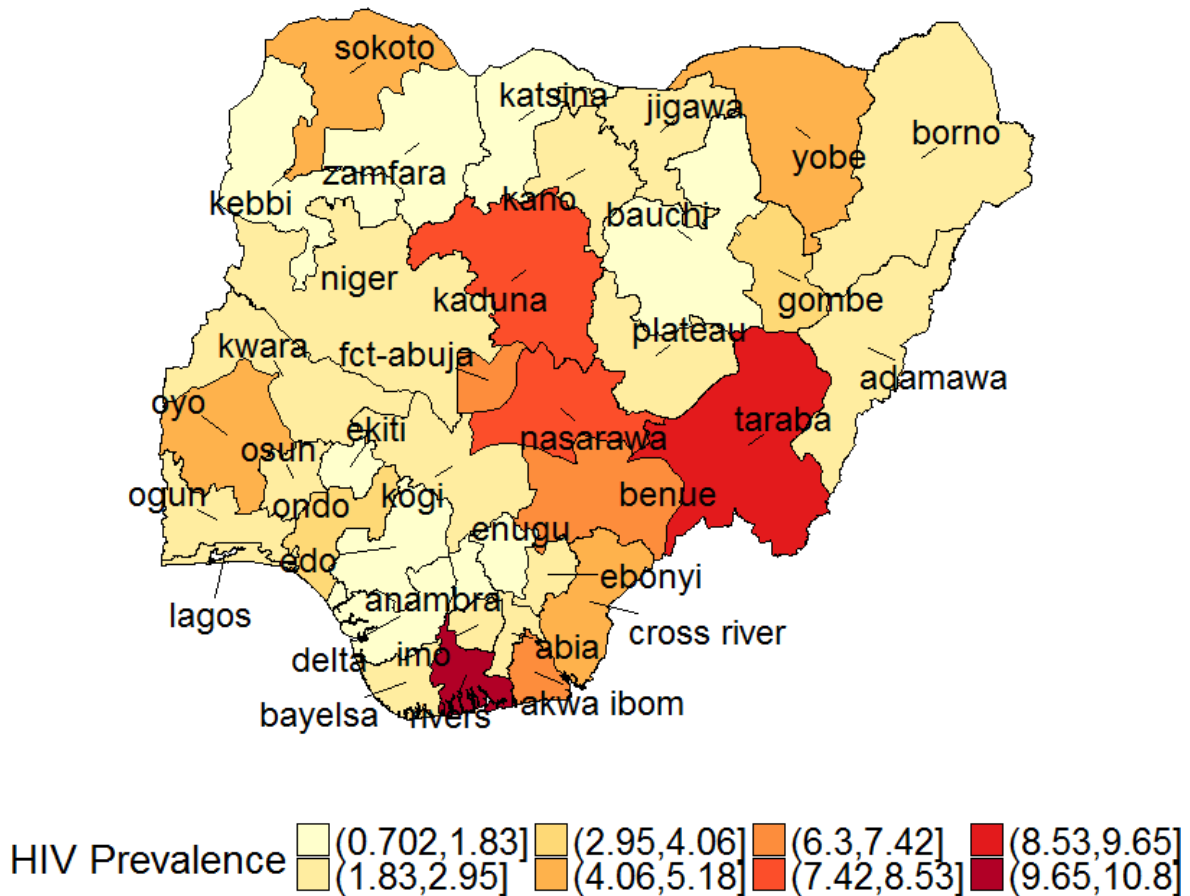 sokoto
katsina
jigawa
borno
yobe
zamfara
kebbi
kano
bauchi
niger
kaduna
gombe
plateau
kwara
fct-abuja
adamawa
oyo
taraba
ekiti
nasarawa
osun
ogun
ondo
kogi
benue
enugu
edo
ebonyi
anambra
lagos
cross river
abia
imo
delta
akwa ibom
bayelsa
rivers
HIV Prevalence
(0.702,1.83] (2.95,4.06] (6.3,7.42] (8.53,9.65]
(1.83,2.95] (4.06,5.18] (7.42,8.53] (9.65,10.8]